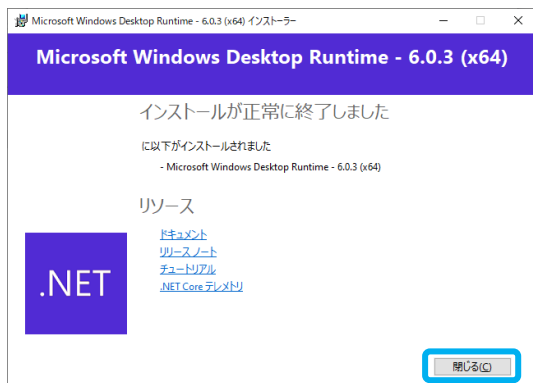 Microsoft Windows Desktop Runtime - 6.0.3 (x64) インストーラー
Microsoft Windows Desktop Runtime - 6.0.3 (x64)
インストールが正常に終了しました
に以下がインストールされました
- Microsoft Windows Desktop Runtime - 6.0.3 (x64)
リソース
ドキュメント
リリース ノート
チュートリアル
.NET Core テレメトリ
.NET
閉じる(C)